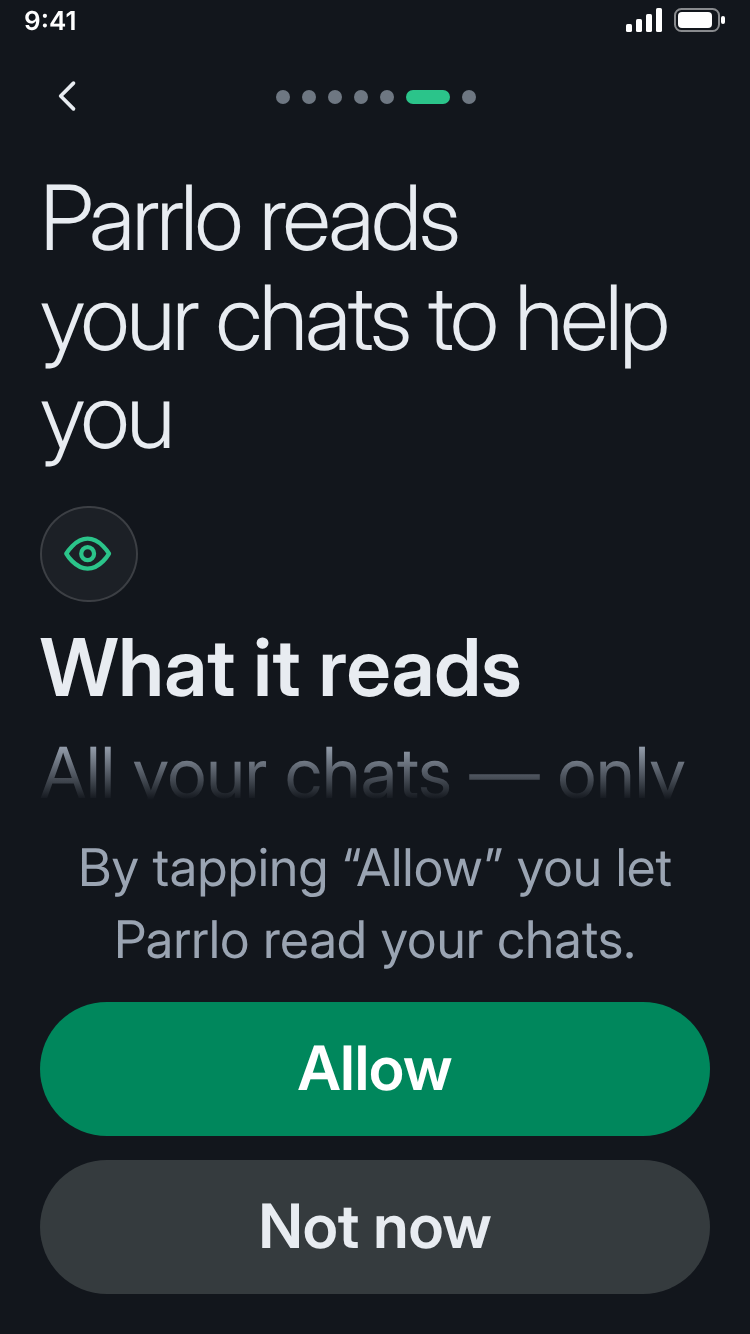 9:41
Parrlo reads
your chats to help
you
What it reads
All your chats — only
By tapping “Allow” you let
Parrlo read your chats.
Allow
Not now